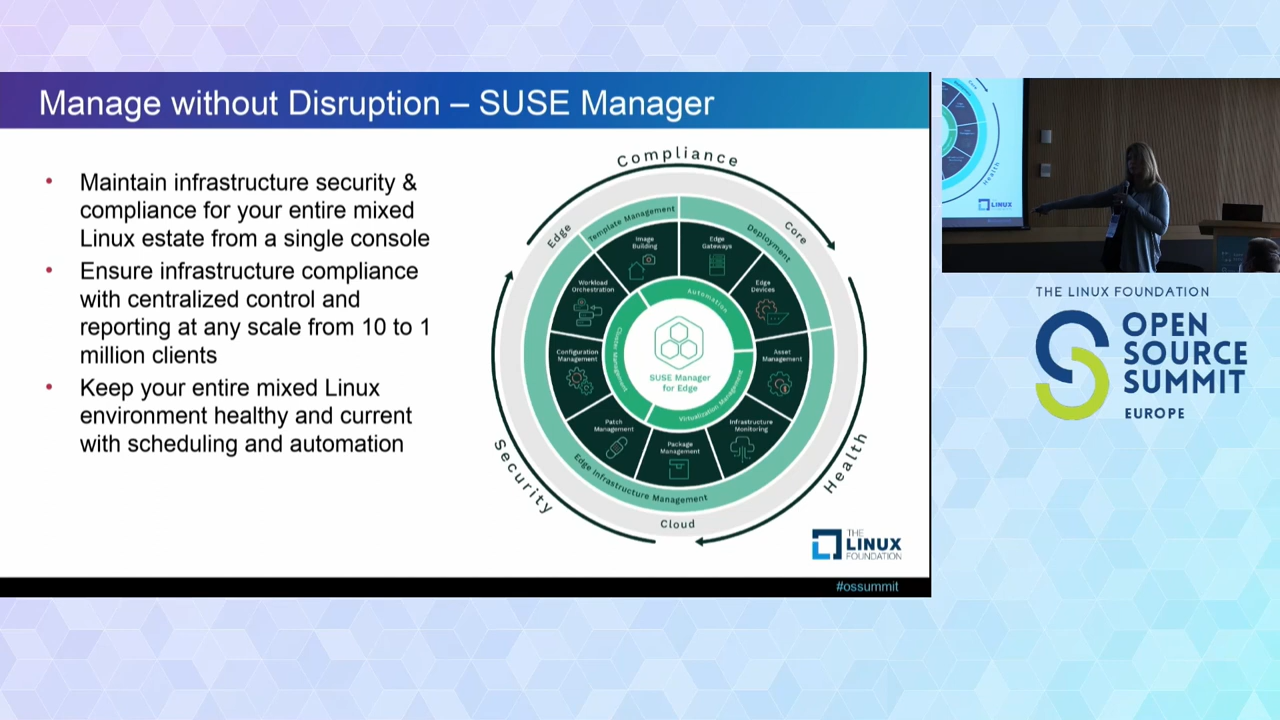 Manage without Disruption – SUSE Manager
• Maintain infrastructure security &
compliance for your entire mixed
Linux estate from a single console
• Ensure infrastructure compliance
with centralized control and
reporting at any scale from 10 to 1
million clients
• Keep your entire mixed Linux
environment healthy and current
with scheduling and automation
Compliance
Edge
Core
Template Management
Deployment
Image
Building
Edge
Gateways
Workload
Orchestration
Edge
Devices
Automation
Configuration
Management
Cluster Management
SUSE Manager
for Edge
Asset
Management
Virtualization Management
Patch
Management
Infrastructure
Monitoring
Package
Management
Edge Infrastructure Management
Security
Health
Cloud
THE
LINUX
FOUNDATION
#ossummit
Health
LINUX
THE LINUX FOUNDATION
OPEN
SOURCE
SUMMIT
EUROPE